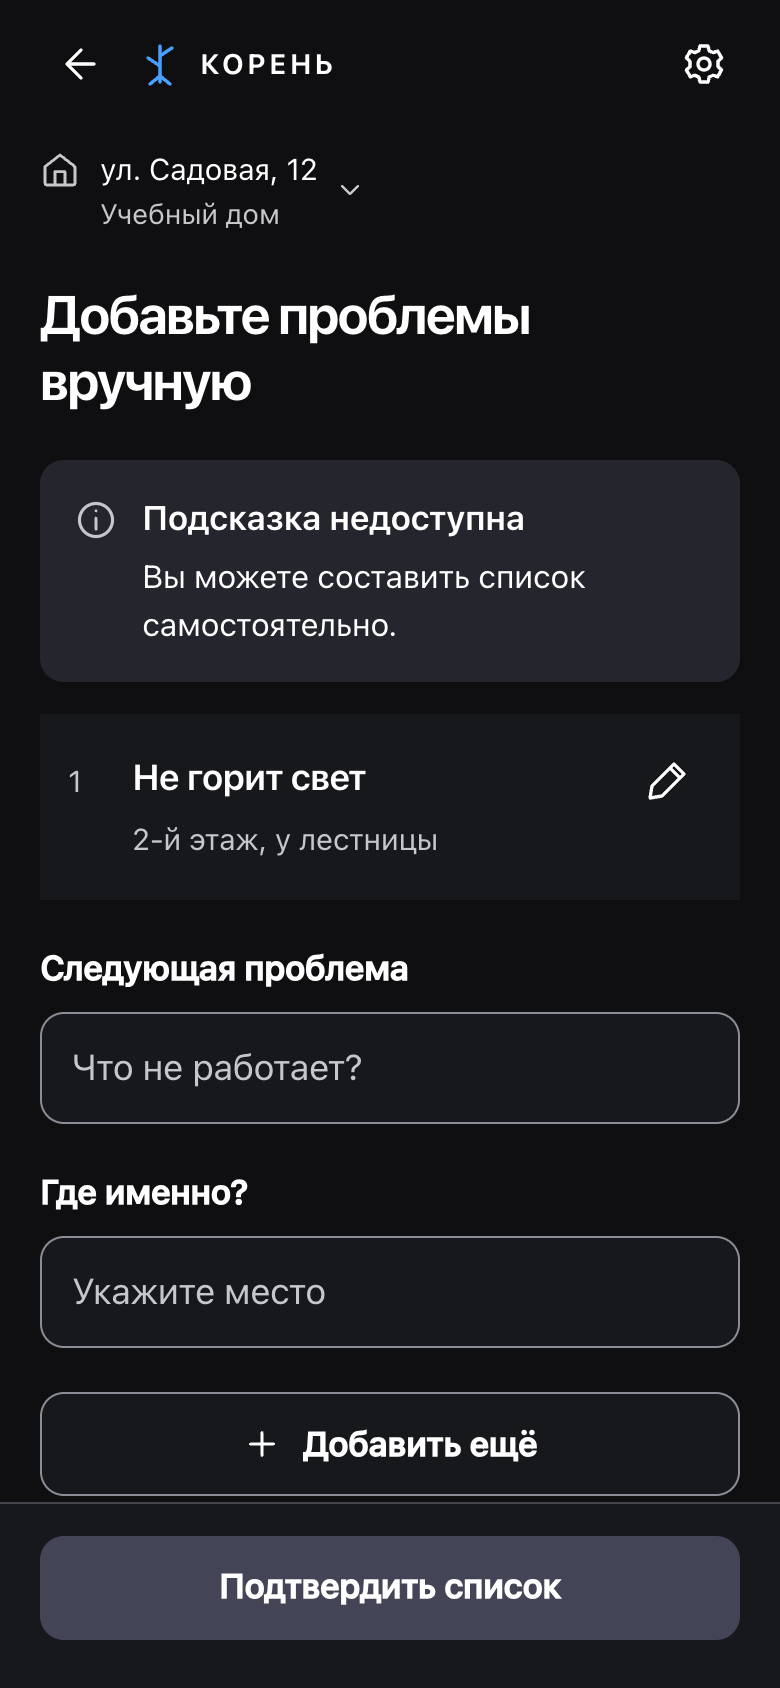 КОРЕНЬ
ул. Садовая, 12
Учебный дом
Добавьте проблемы
вручную
Подсказка недоступна
Вы можете составить список
самостоятельно.
1
Не горит свет
2-й этаж, у лестницы
Следующая проблема
Что не работает?
Где именно?
Укажите место
+ Добавить ещё
Подтвердить список